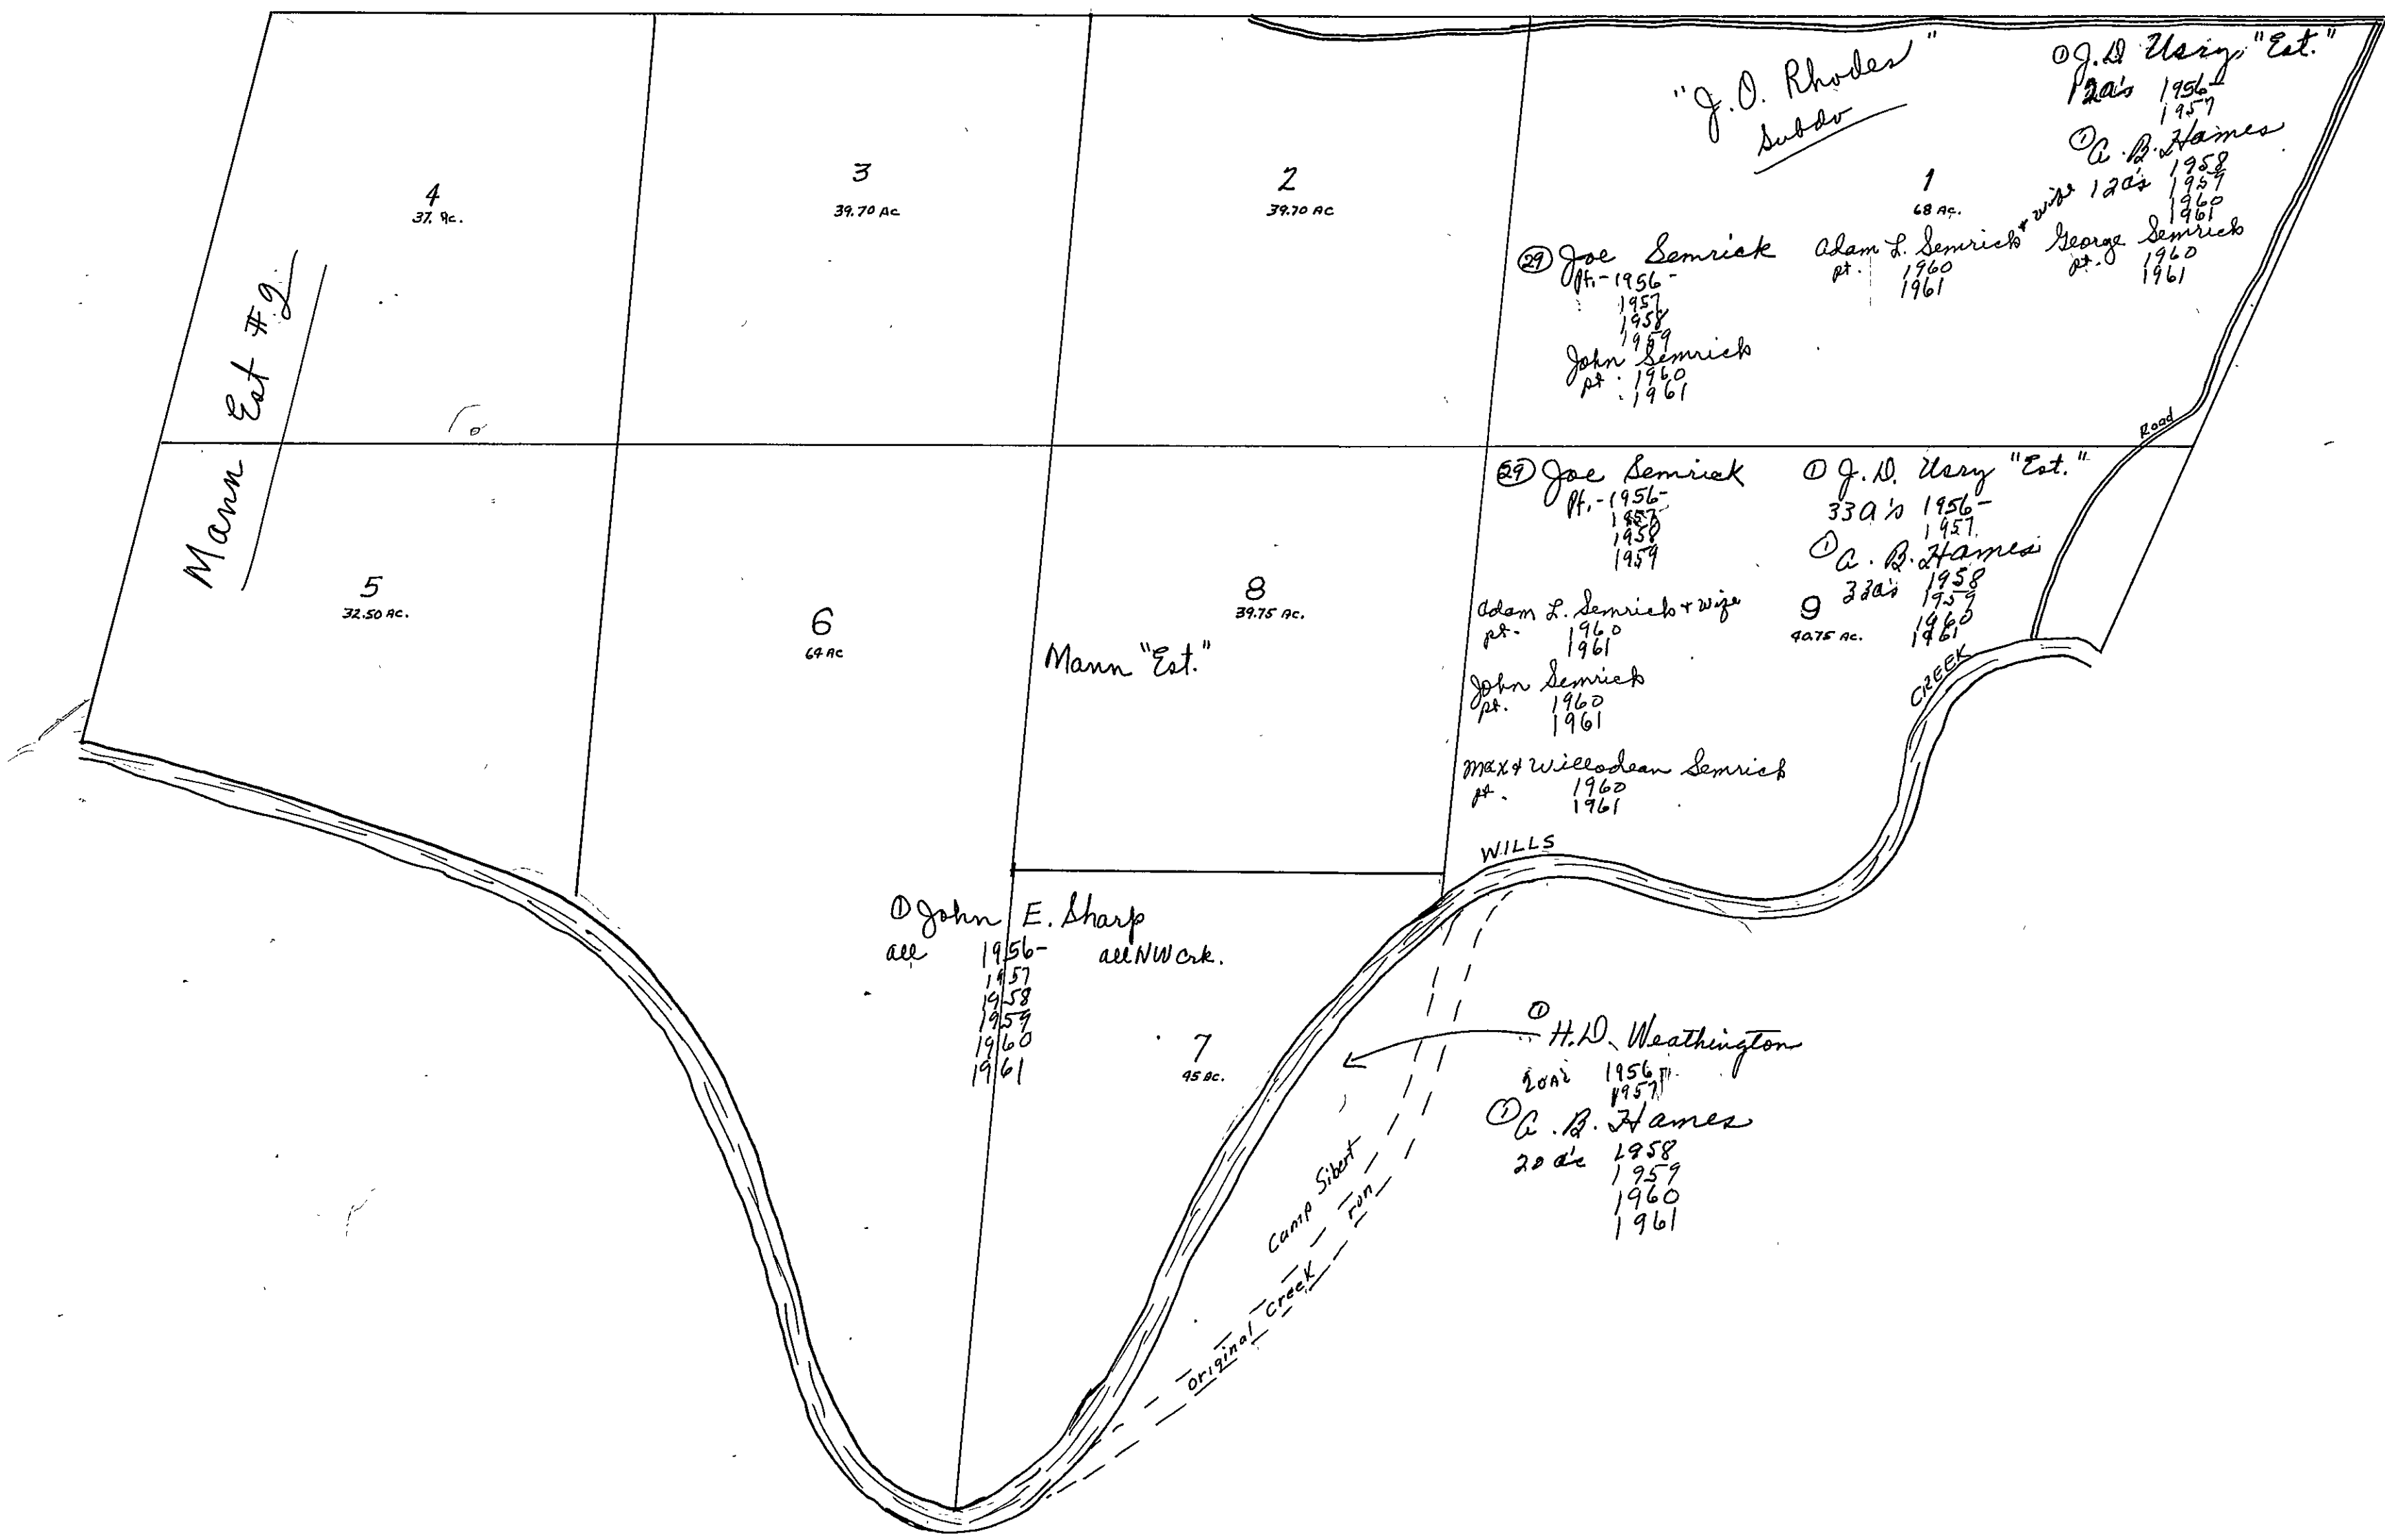 "J.O. Rhodes"
Subdv
① J.D. Usry, "Est."
12a's 1956-
1957
① A. B. Hames
1958
12a's 1959
1960
1961
4
37. Ac.
3
39.70 Ac
2
39.70 Ac
1
68 Ac.
29 Joe Semrick
Pt.-1956-
1957
1958
1959
John Semrick
pt. 1960
1961
Adam L. Semrick + wife
pt. 1960
1961
George Semrick
pt. 1960
1961
Mann Est #2
Road
5
32.50 Ac.
6
64 Ac
8
39.75 Ac.
Mann "Est."
29 Joe Semrick
Pt.-1956-
1957
1958
1959
Adam L. Semrick + wife
pt. 1960
1961
John Semrick
pt. 1960
1961
Max & Willodean Semrick
pt. 1960
1961
① J.D. Usry "Est."
33a's 1956-
1957
① A. B. Hames
33a's 1958
1959
1960
1961
9
40.75 Ac.
WILLS
CREEK
① John E. Sharp
all 1956- all NW crk.
1957
1958
1959
1960
1961
7
45 Ac.
① H.D. Weathington
20a's 1956
1957
① A. B. Hames
20 a's 1958
1959
1960
1961
Camp Sibert
original creek run